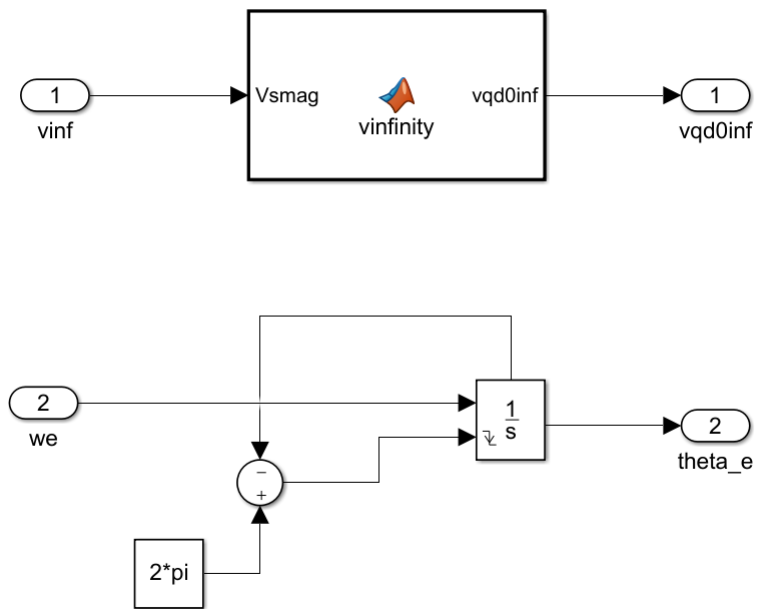 1
vinf
Vsmag
vinfinity
vqd0inf
1
vqd0inf
2
we
−
+
2*pi
1
s
2
theta_e